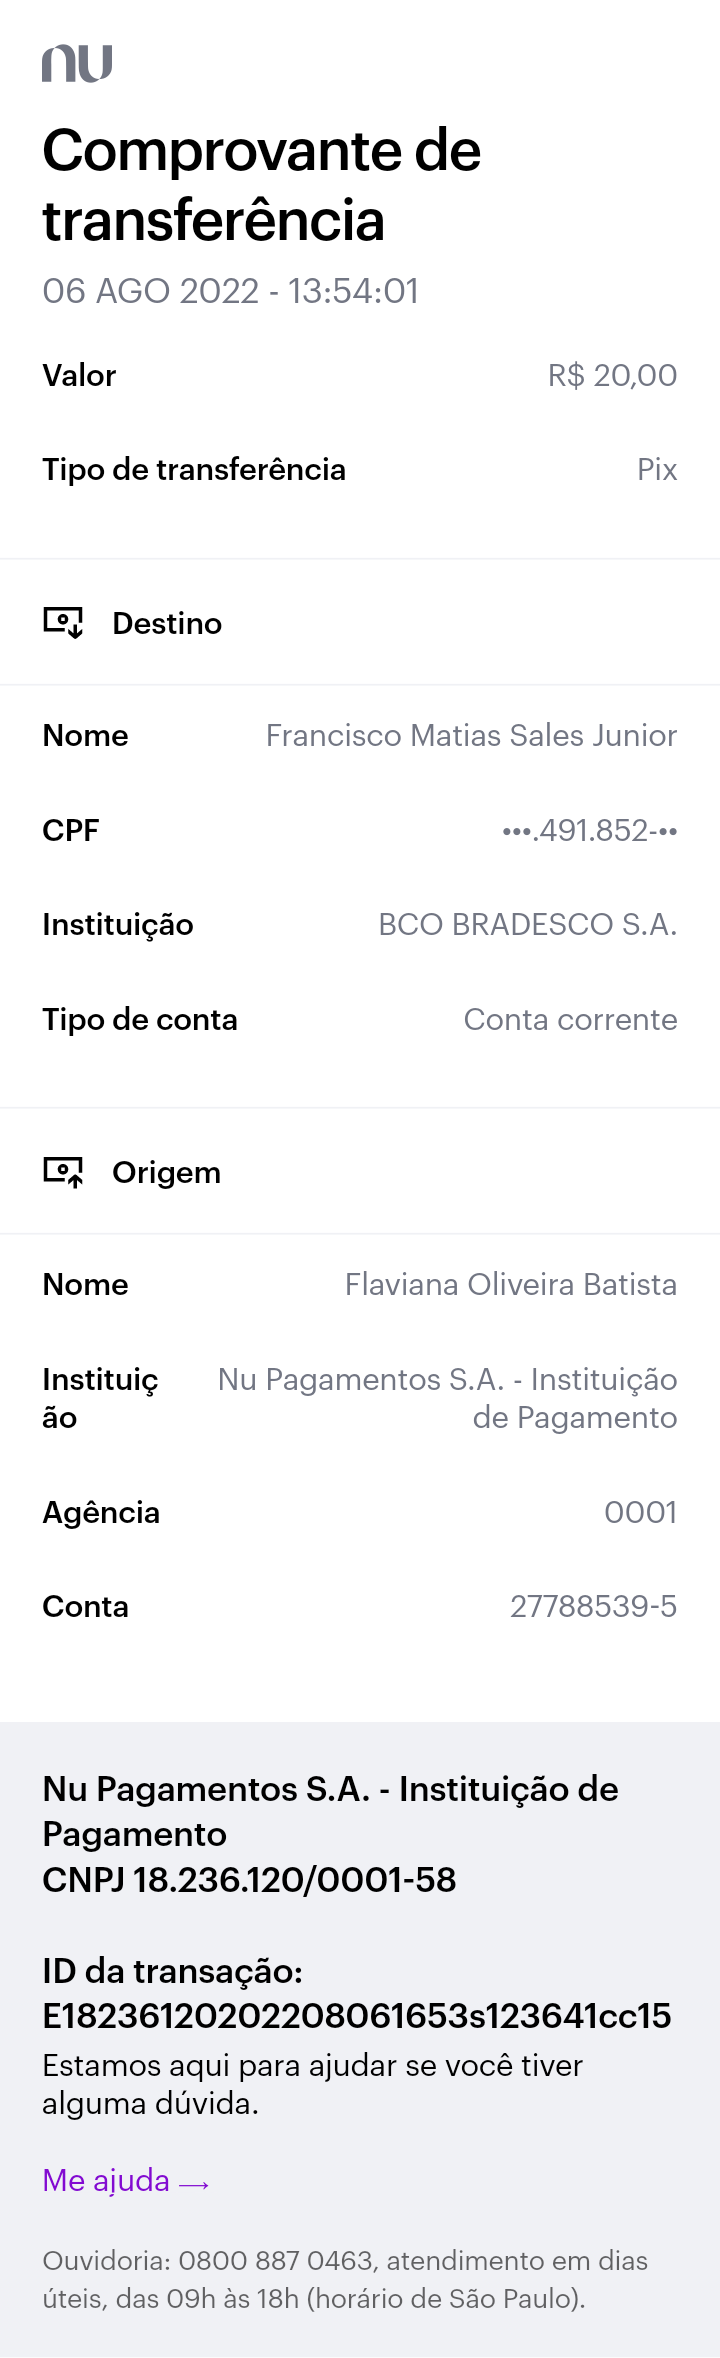 nu
Comprovante de
transferência
06 AGO 2022 - 13:54:01
Valor R$ 20,00
Tipo de transferência Pix
Destino
Nome Francisco Matias Sales Junior
CPF •••.491.852-••
Instituição BCO BRADESCO S.A.
Tipo de conta Conta corrente
Origem
Nome Flaviana Oliveira Batista
Instituiç Nu Pagamentos S.A. - Instituição
ão de Pagamento
Agência 0001
Conta 27788539-5
Nu Pagamentos S.A. - Instituição de
Pagamento
CNPJ 18.236.120/0001-58
ID da transação:
E18236120202208061653s123641cc15
Estamos aqui para ajudar se você tiver
alguma dúvida.
Me ajuda →
Ouvidoria: 0800 887 0463, atendimento em dias
úteis, das 09h às 18h (horário de São Paulo).